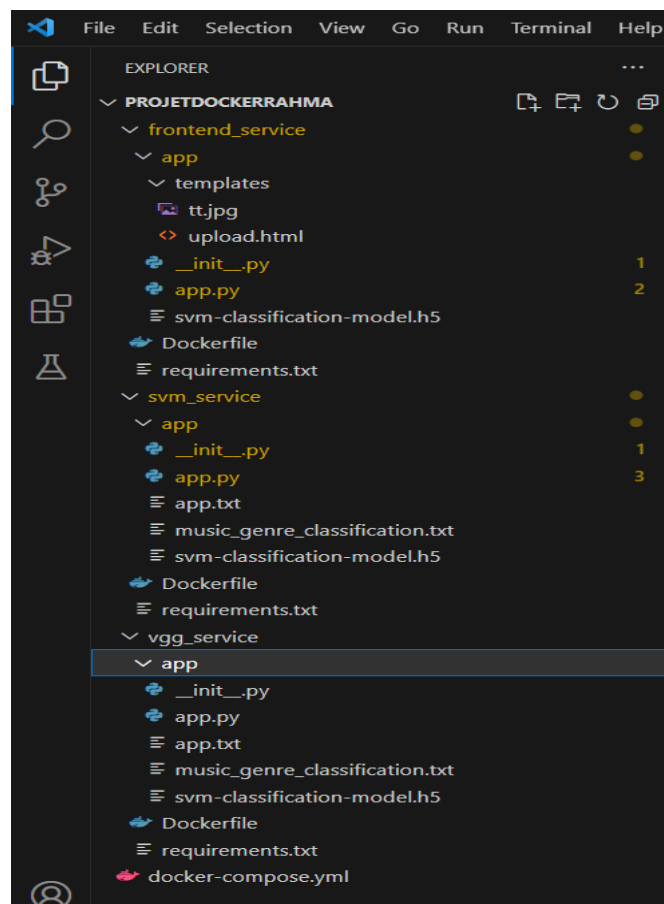 File Edit Selection View Go Run Terminal Help
EXPLORER ...
PROJETDOCKERRAHMA
frontend_service
app
templates
tt.jpg
upload.html
__init__.py 1
app.py 2
svm-classification-model.h5
Dockerfile
requirements.txt
svm_service
app
__init__.py 1
app.py 3
app.txt
music_genre_classification.txt
svm-classification-model.h5
Dockerfile
requirements.txt
vgg_service
app
__init__.py
app.py
app.txt
music_genre_classification.txt
svm-classification-model.h5
Dockerfile
requirements.txt
docker-compose.yml